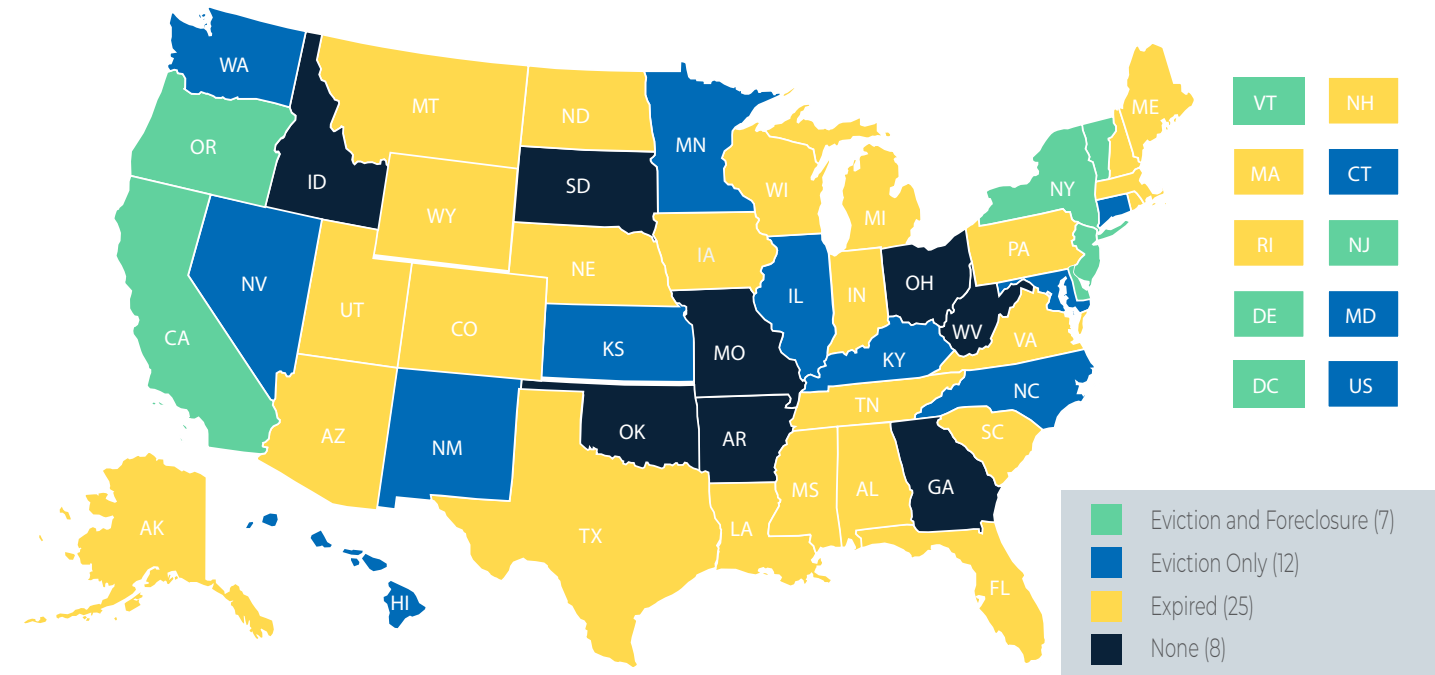 WA
MT
ND
MN
ME
VT
NH
OR
ID
SD
WI
MI
NY
MA
CT
WY
IA
PA
RI
NJ
NV
NE
IL
IN
OH
UT
CO
CA
KS
MO
KY
WV
VA
DE
MD
AZ
NM
OK
AR
TN
NC
SC
DC
US
AK
HI
TX
LA
MS
AL
GA
FL
Eviction and Foreclosure (7)
Eviction Only (12)
Expired (25)
None (8)